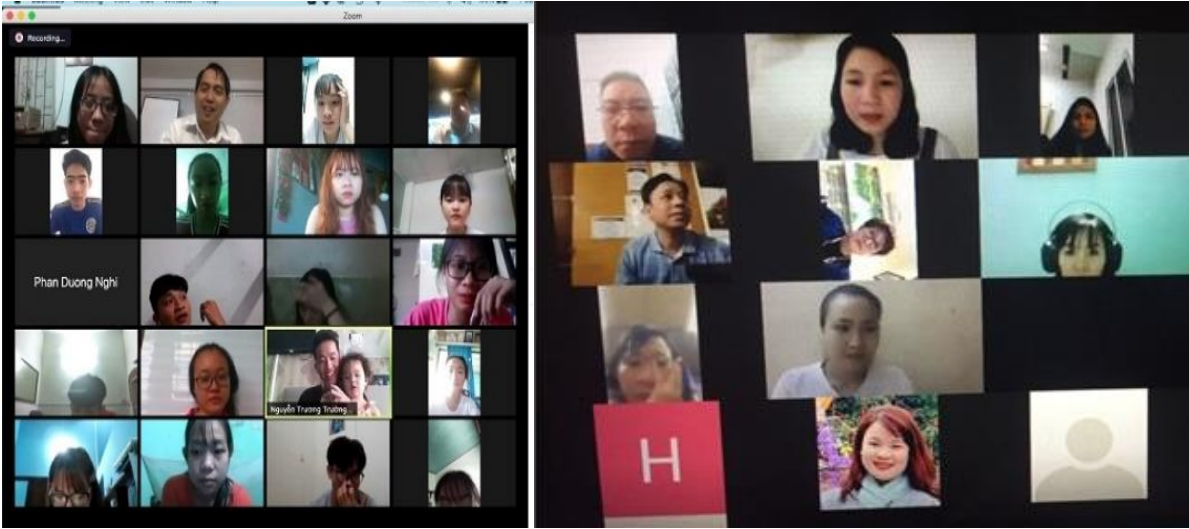 Zoom
Recording...
Phan Duong Nghi
Nguyễn Trương Trường...
H